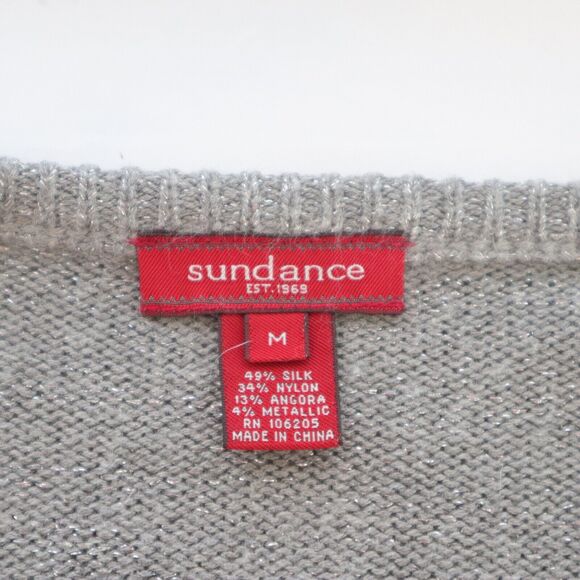 sundance
EST. 1969
M
49% SILK
34% NYLON
13% ANGORA
4% METALLIC
RN 106205
MADE IN CHINA